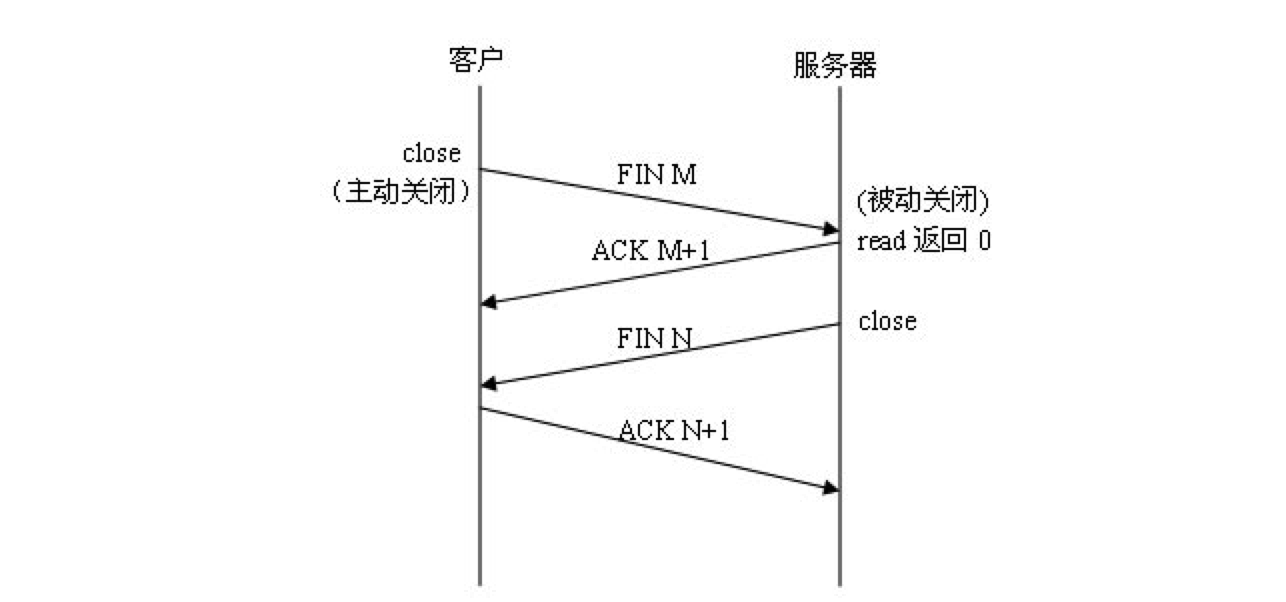 客户
服务器
close
（主动关闭）
FIN M
(被动关闭)
read 返回 0
ACK M+1
close
FIN N
ACK N+1